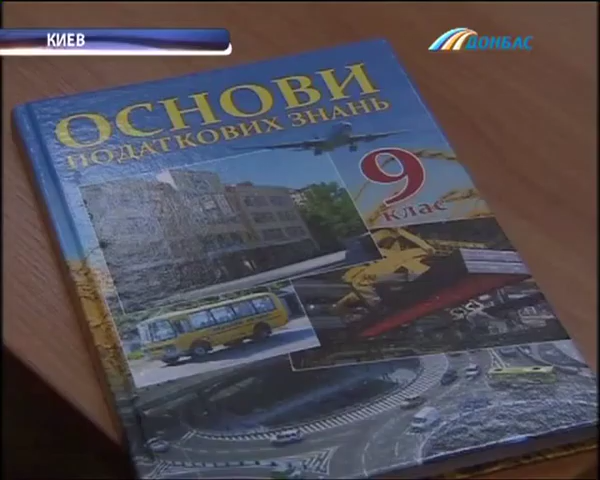 КИЕВ
ДОНБАС
ОСНОВИ
ПОДАТКОВИХ ЗНАНЬ
9
клас